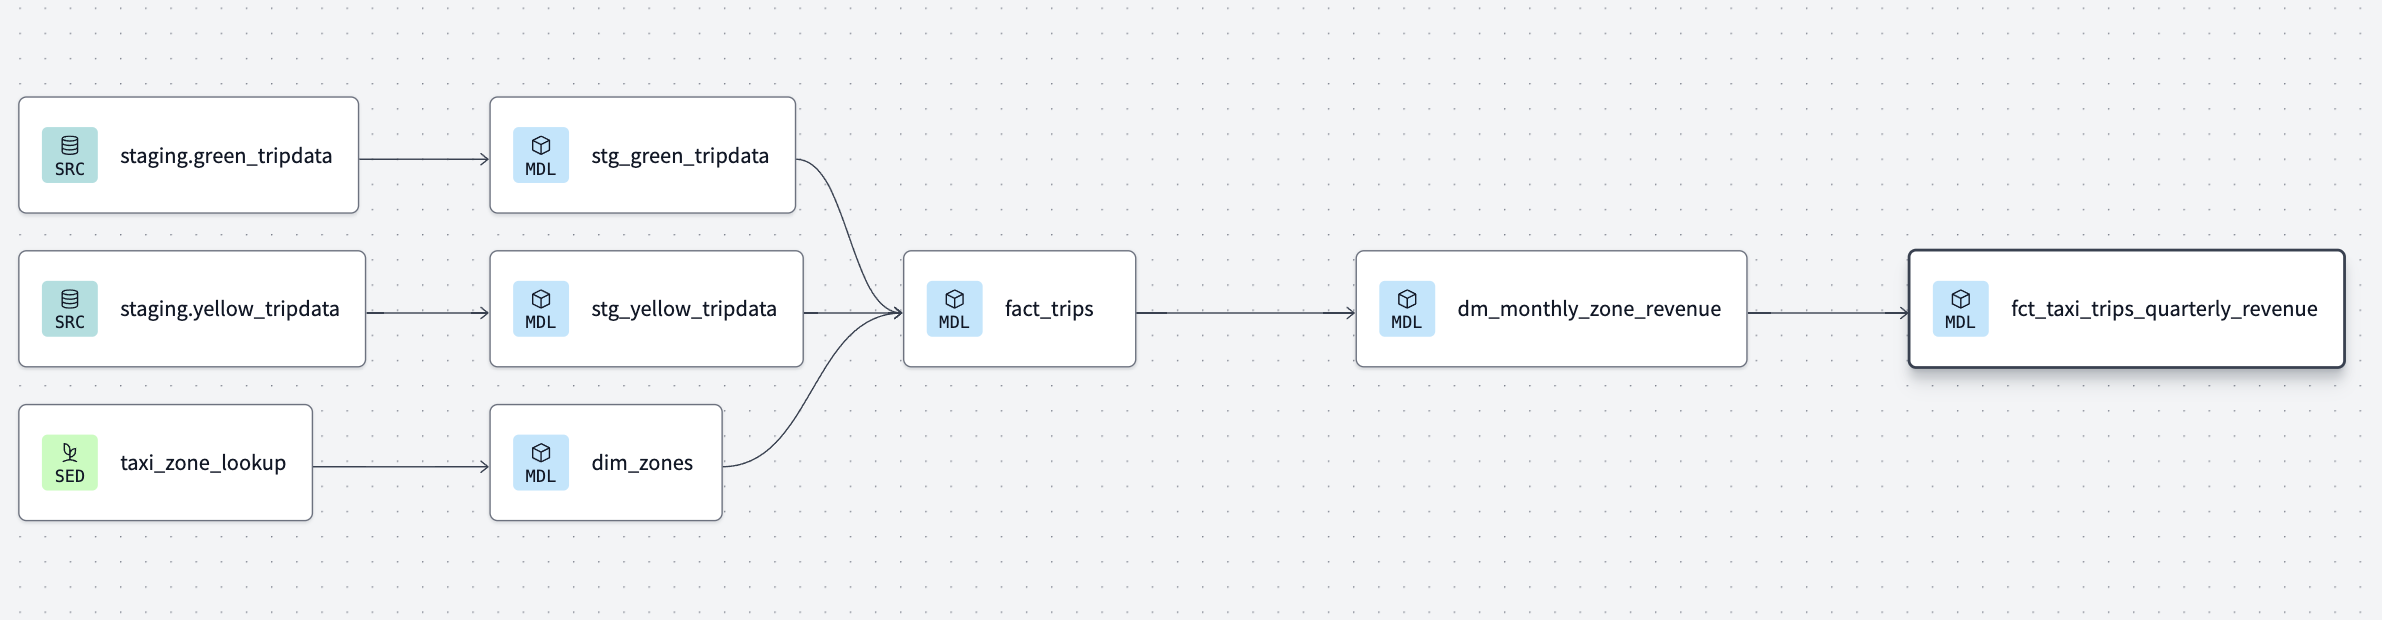 SRC
staging.green_tripdata
MDL
stg_green_tripdata
SRC
staging.yellow_tripdata
MDL
stg_yellow_tripdata
MDL
fact_trips
MDL
dm_monthly_zone_revenue
MDL
fct_taxi_trips_quarterly_revenue
SED
taxi_zone_lookup
MDL
dim_zones